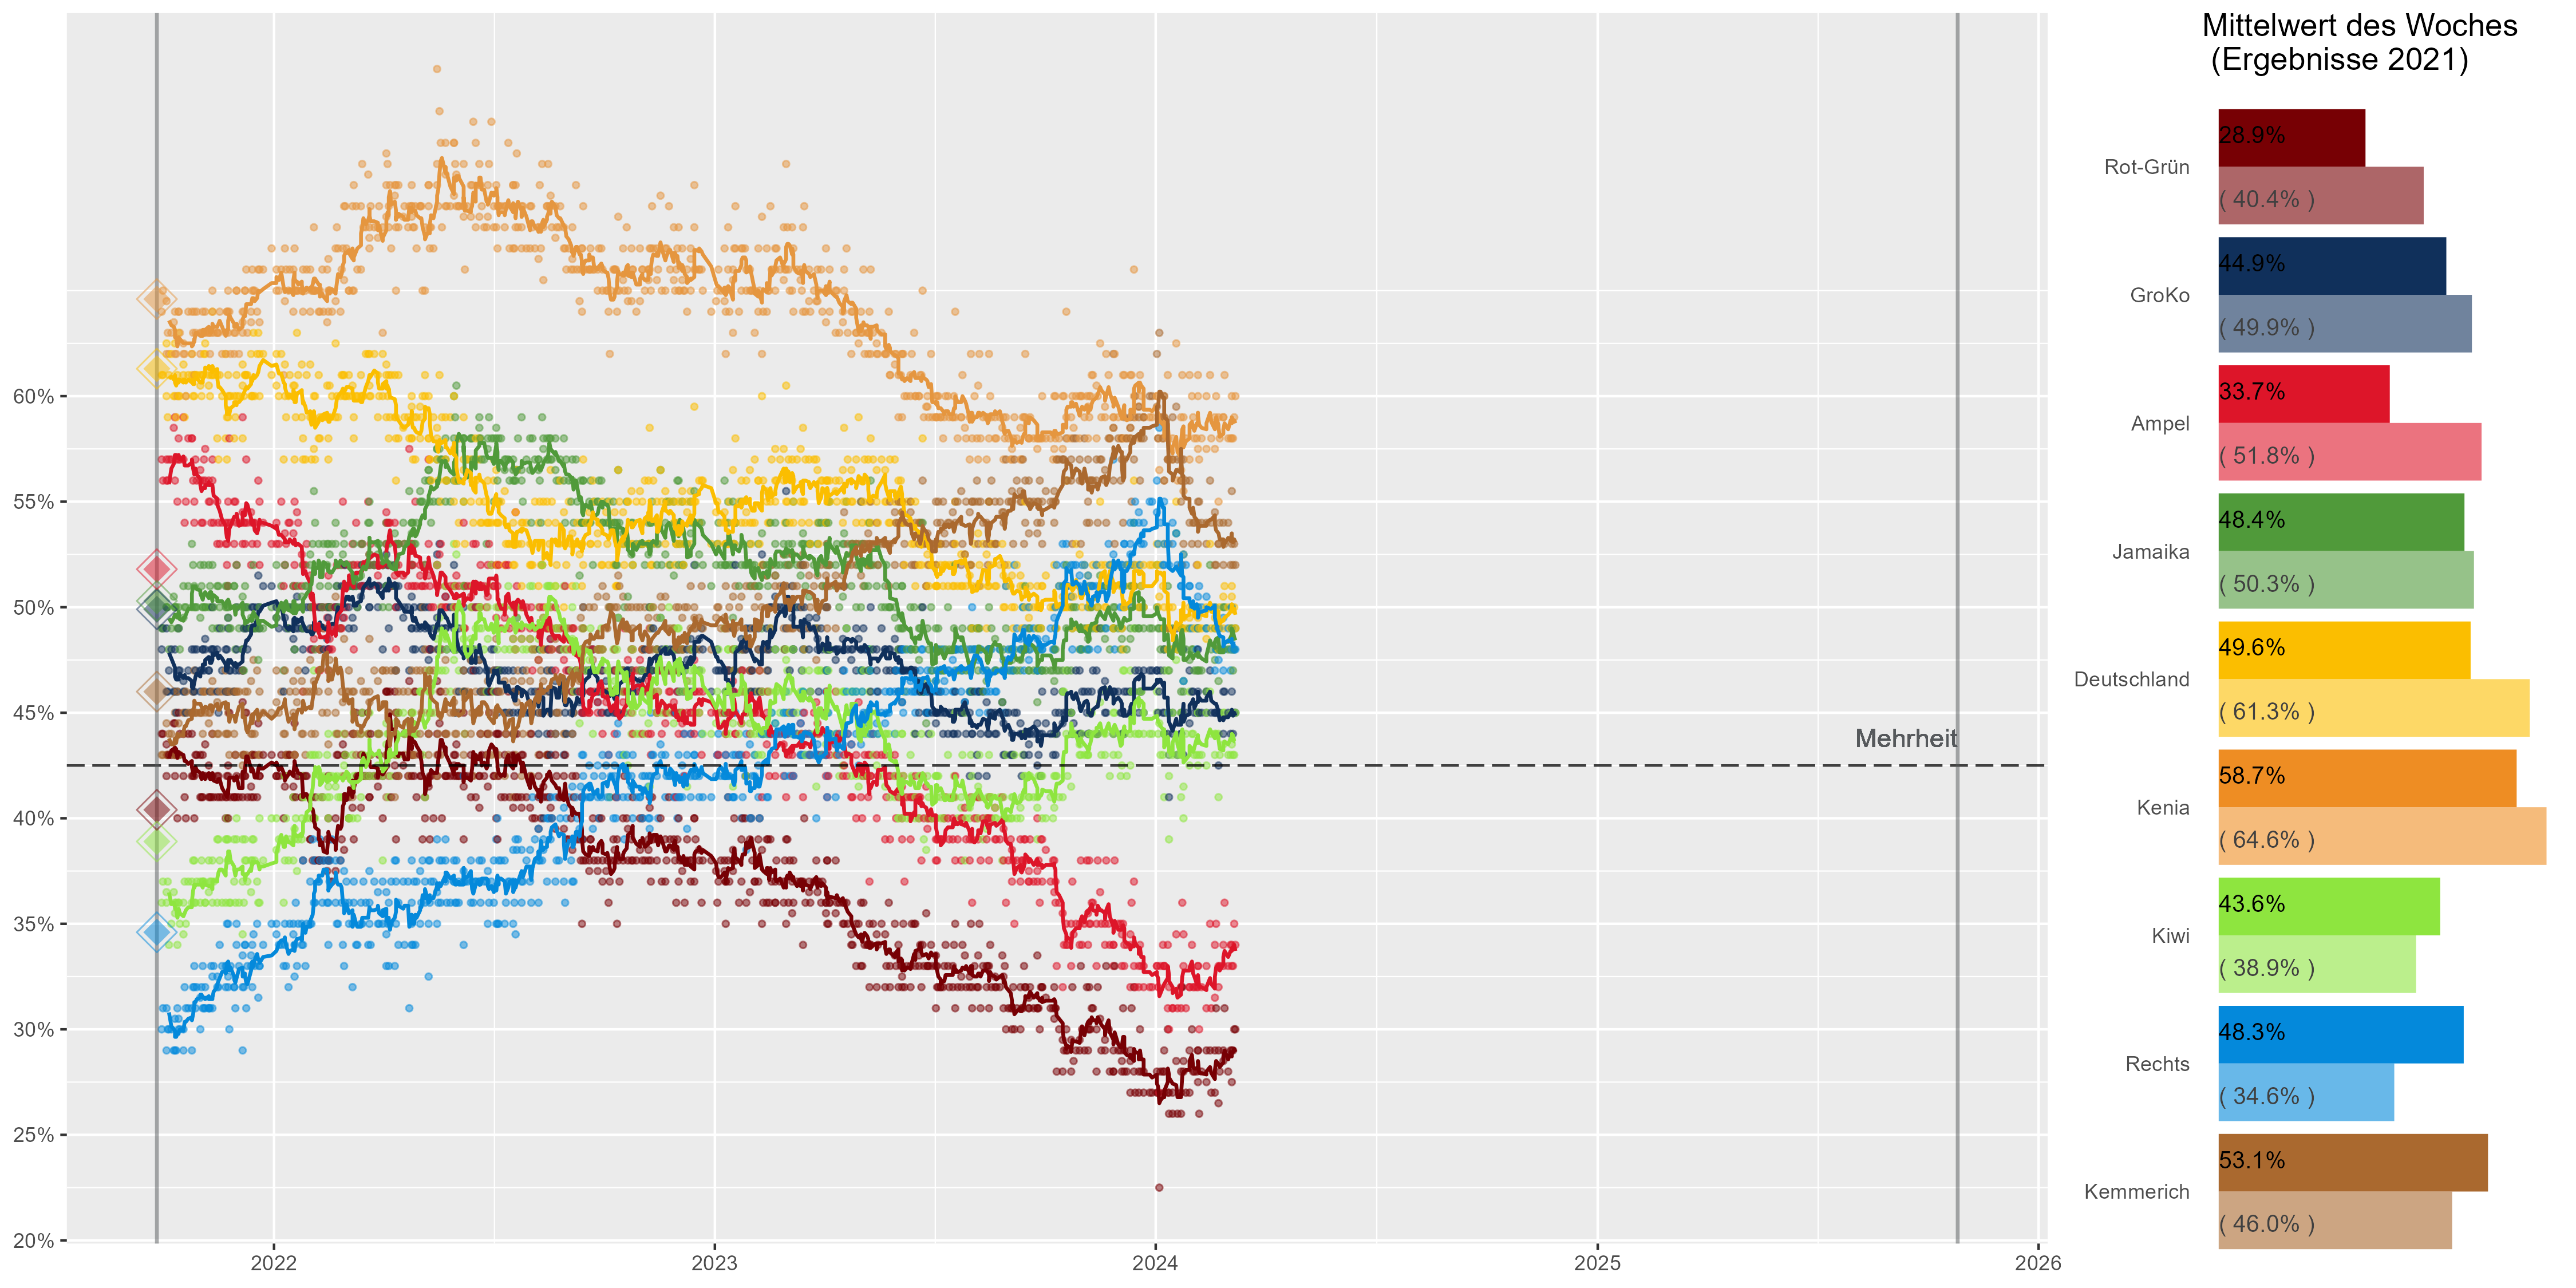 60%
55%
50%
45%
40%
35%
30%
25%
20%
2022
2023
2024
2025
2026
Mehrheit
Mittelwert des Woches
(Ergebnisse 2021)
Rot-Grün
28.9%
( 40.4% )
GroKo
44.9%
( 49.9% )
Ampel
33.7%
( 51.8% )
Jamaika
48.4%
( 50.3% )
Deutschland
49.6%
( 61.3% )
Kenia
58.7%
( 64.6% )
Kiwi
43.6%
( 38.9% )
Rechts
48.3%
( 34.6% )
Kemmerich
53.1%
( 46.0% )